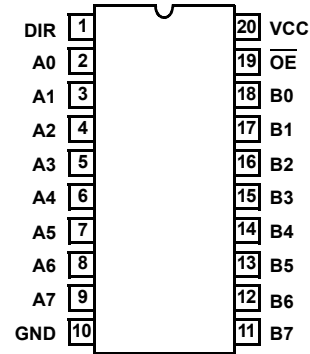 DIR 1 20 VCC
A0 2 19 O̅E̅
A1 3 18 B0
A2 4 17 B1
A3 5 16 B2
A4 6 15 B3
A5 7 14 B4
A6 8 13 B5
A7 9 12 B6
GND 10 11 B7